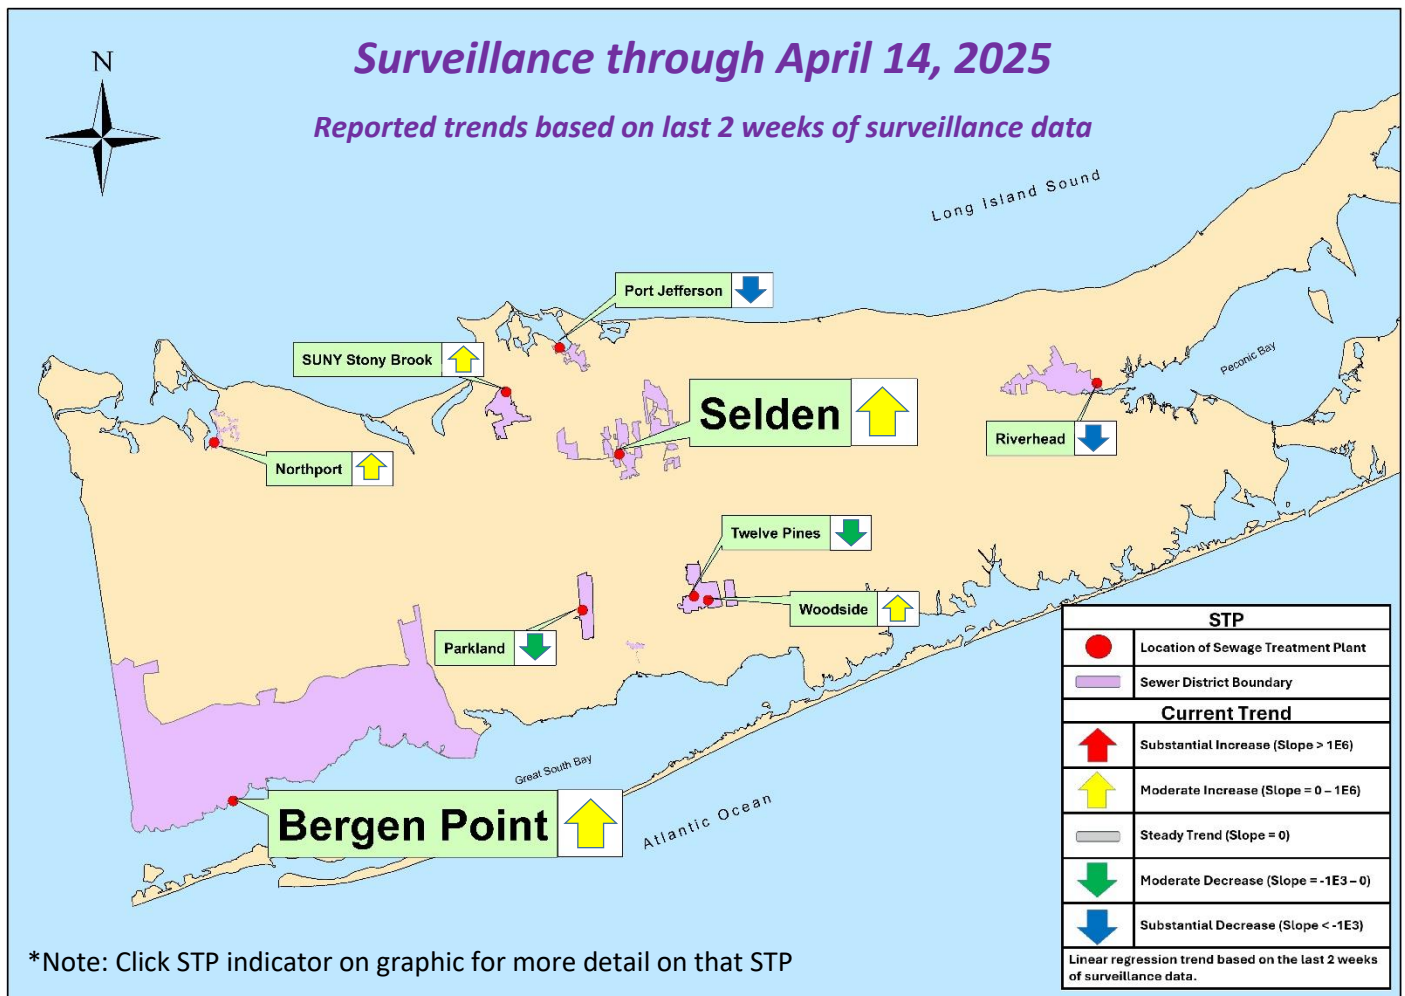 Surveillance through April 14, 2025
N
Reported trends based on last 2 weeks of surveillance data
Long Island Sound
Port Jefferson
SUNY Stony Brook
Peconic Bay
Selden
Riverhead
Northport
Twelve Pines
Woodside
Parkland
Great South Bay
Bergen Point
Atlantic Ocean
STP
Location of Sewage Treatment Plant
Sewer District Boundary
Current Trend
Substantial Increase (Slope > 1E6)
Moderate Increase (Slope = 0 – 1E6)
Steady Trend (Slope = 0)
Moderate Decrease (Slope = -1E3 – 0)
Substantial Decrease (Slope < -1E3)
Linear regression trend based on the last 2 weeks
of surveillance data.
*Note: Click STP indicator on graphic for more detail on that STP